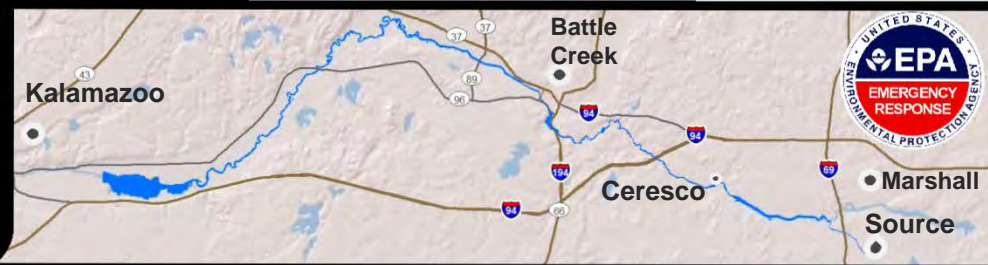 Kalamazoo
43
37
37
89
96
Battle
Creek
94
94
194
94
66
Ceresco
69
Marshall
Source
UNITED STATES
EPA
EMERGENCY
RESPONSE
ENVIRONMENTAL PROTECTION AGENCY